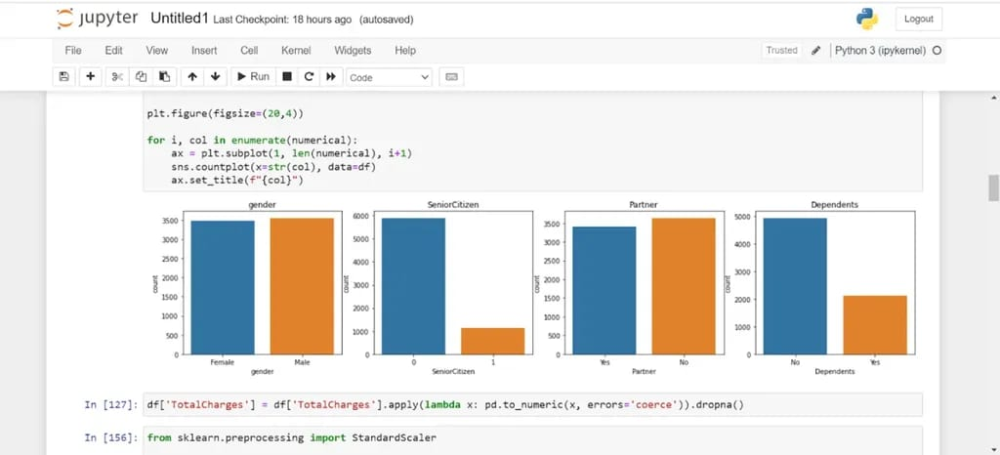 jupyter Untitled1 Last Checkpoint: 18 hours ago (autosaved)
Logout
File Edit View Insert Cell Kernel Widgets Help
Trusted Python 3 (ipykernel)
Run Code
plt.figure(figsize=(20,4))
for i, col in enumerate(numerical):
    ax = plt.subplot(1, len(numerical), i+1)
    sns.countplot(x=str(col), data=df)
    ax.set_title(f"{col}")
gender
3500
3000
2500
2000
1500
1000
500
0
count
Female Male
gender
SeniorCitizen
6000
5000
4000
3000
2000
1000
0
count
0 1
SeniorCitizen
Partner
3500
3000
2500
2000
1500
1000
500
0
count
Yes No
Partner
Dependents
5000
4000
3000
2000
1000
0
count
No Yes
Dependents
In [127]: df['TotalCharges'] = df['TotalCharges'].apply(lambda x: pd.to_numeric(x, errors='coerce')).dropna()
In [156]: from sklearn.preprocessing import StandardScaler